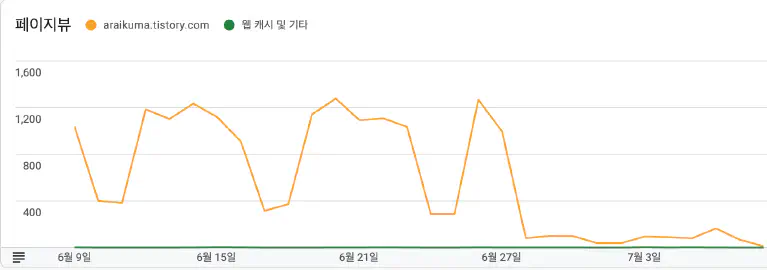 페이지뷰 araikuma.tistory.com 웹 캐시 및 기타
1,600
1,200
800
400
6월 9일 6월 15일 6월 21일 6월 27일 7월 3일